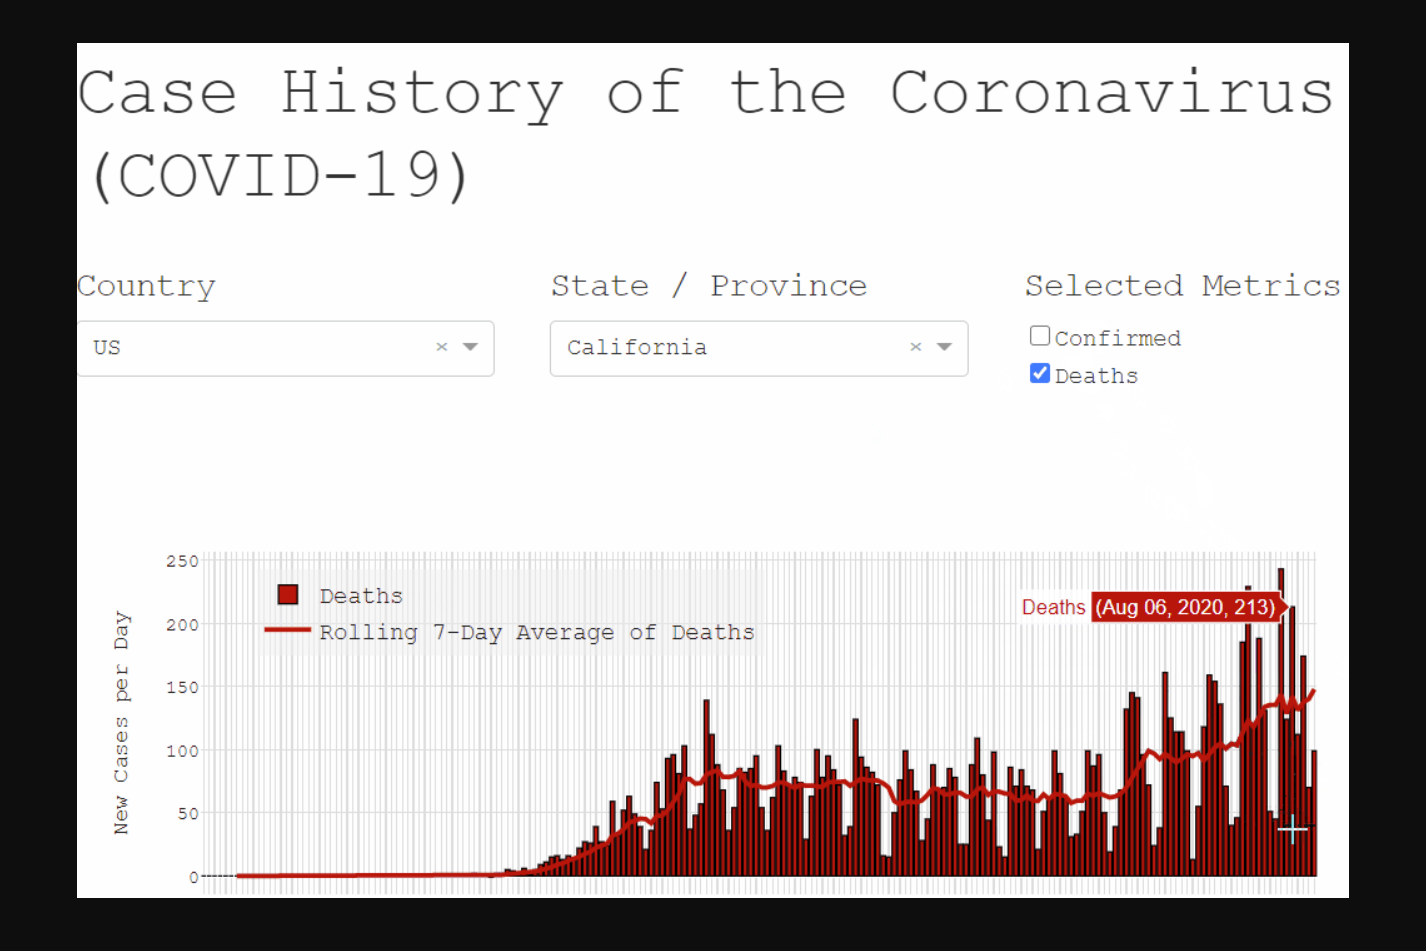 Case History of the Coronavirus
(COVID-19)
Country
State / Province
Selected Metrics
US
California
Confirmed
Deaths
New Cases per Day
250
200
150
100
50
0
Deaths
Rolling 7-Day Average of Deaths
Deaths (Aug 06, 2020, 213)